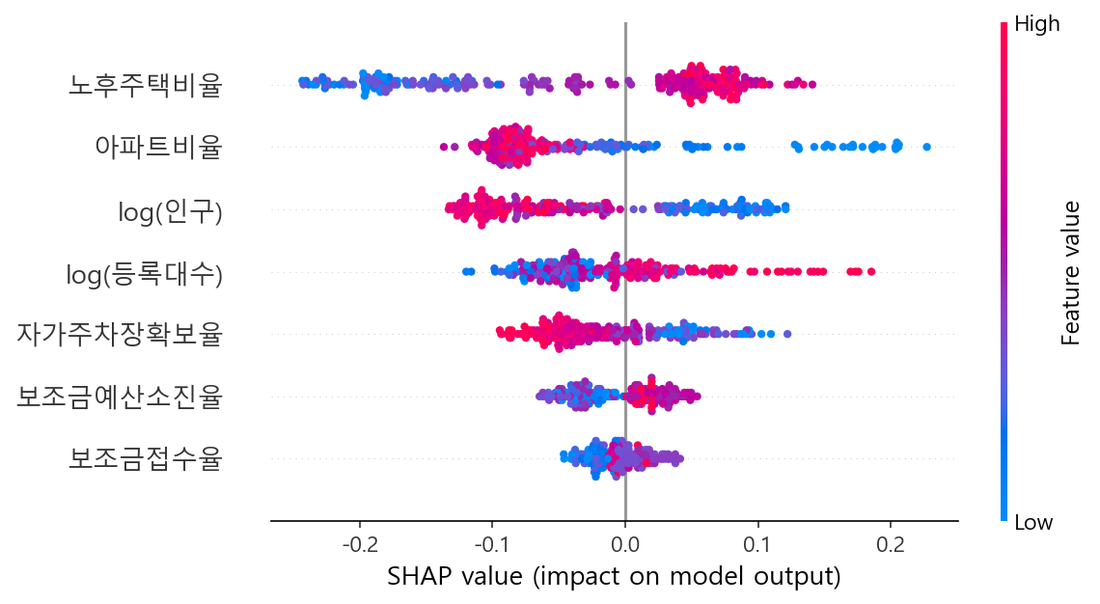 High
노후주택비율
아파트비율
log(인구)
log(등록대수)
자가주차장확보율
보조금예산소진율
보조금접수율
Feature value
Low
-0.2 -0.1 0.0 0.1 0.2
SHAP value (impact on model output)